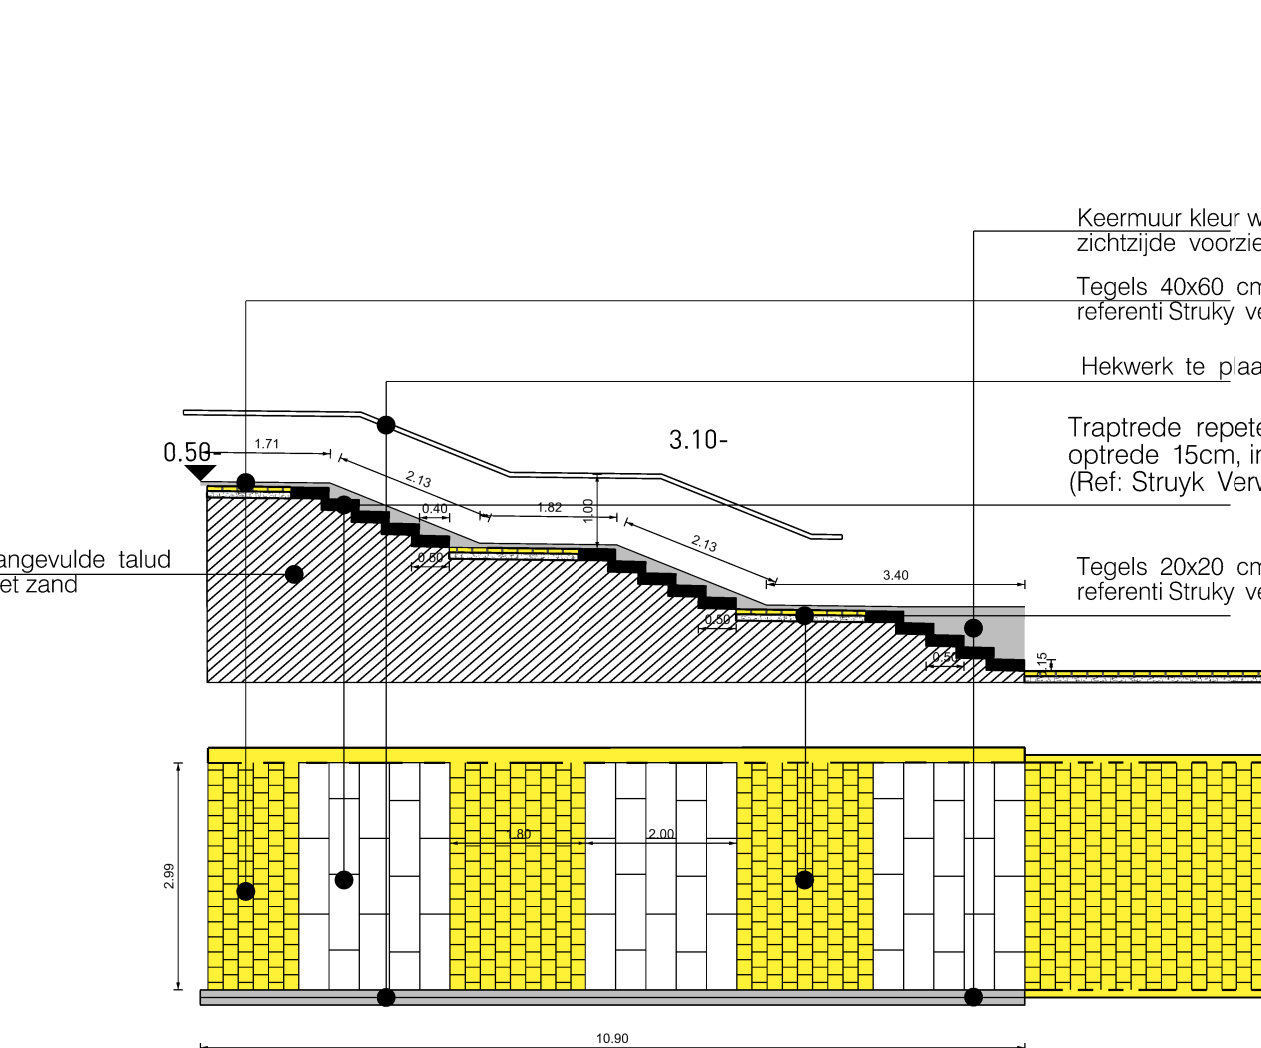 Keermuur kleur
zichtzijde voorzie
Tegels 40x60 cm
referenti Struky ve
Hekwerk te plaa
3.10-
Traptrede repete
optrede 15cm, in
(Ref: Struyk Verw
0.50-
1.71
2.13
0.40
1.82
1.00
2.13
0.50
3.40
angevulde talud
et zand
Tegels 20x20 cm
referenti Struky ve
0.50
0.50
1.80
2.00
2.99
10.90